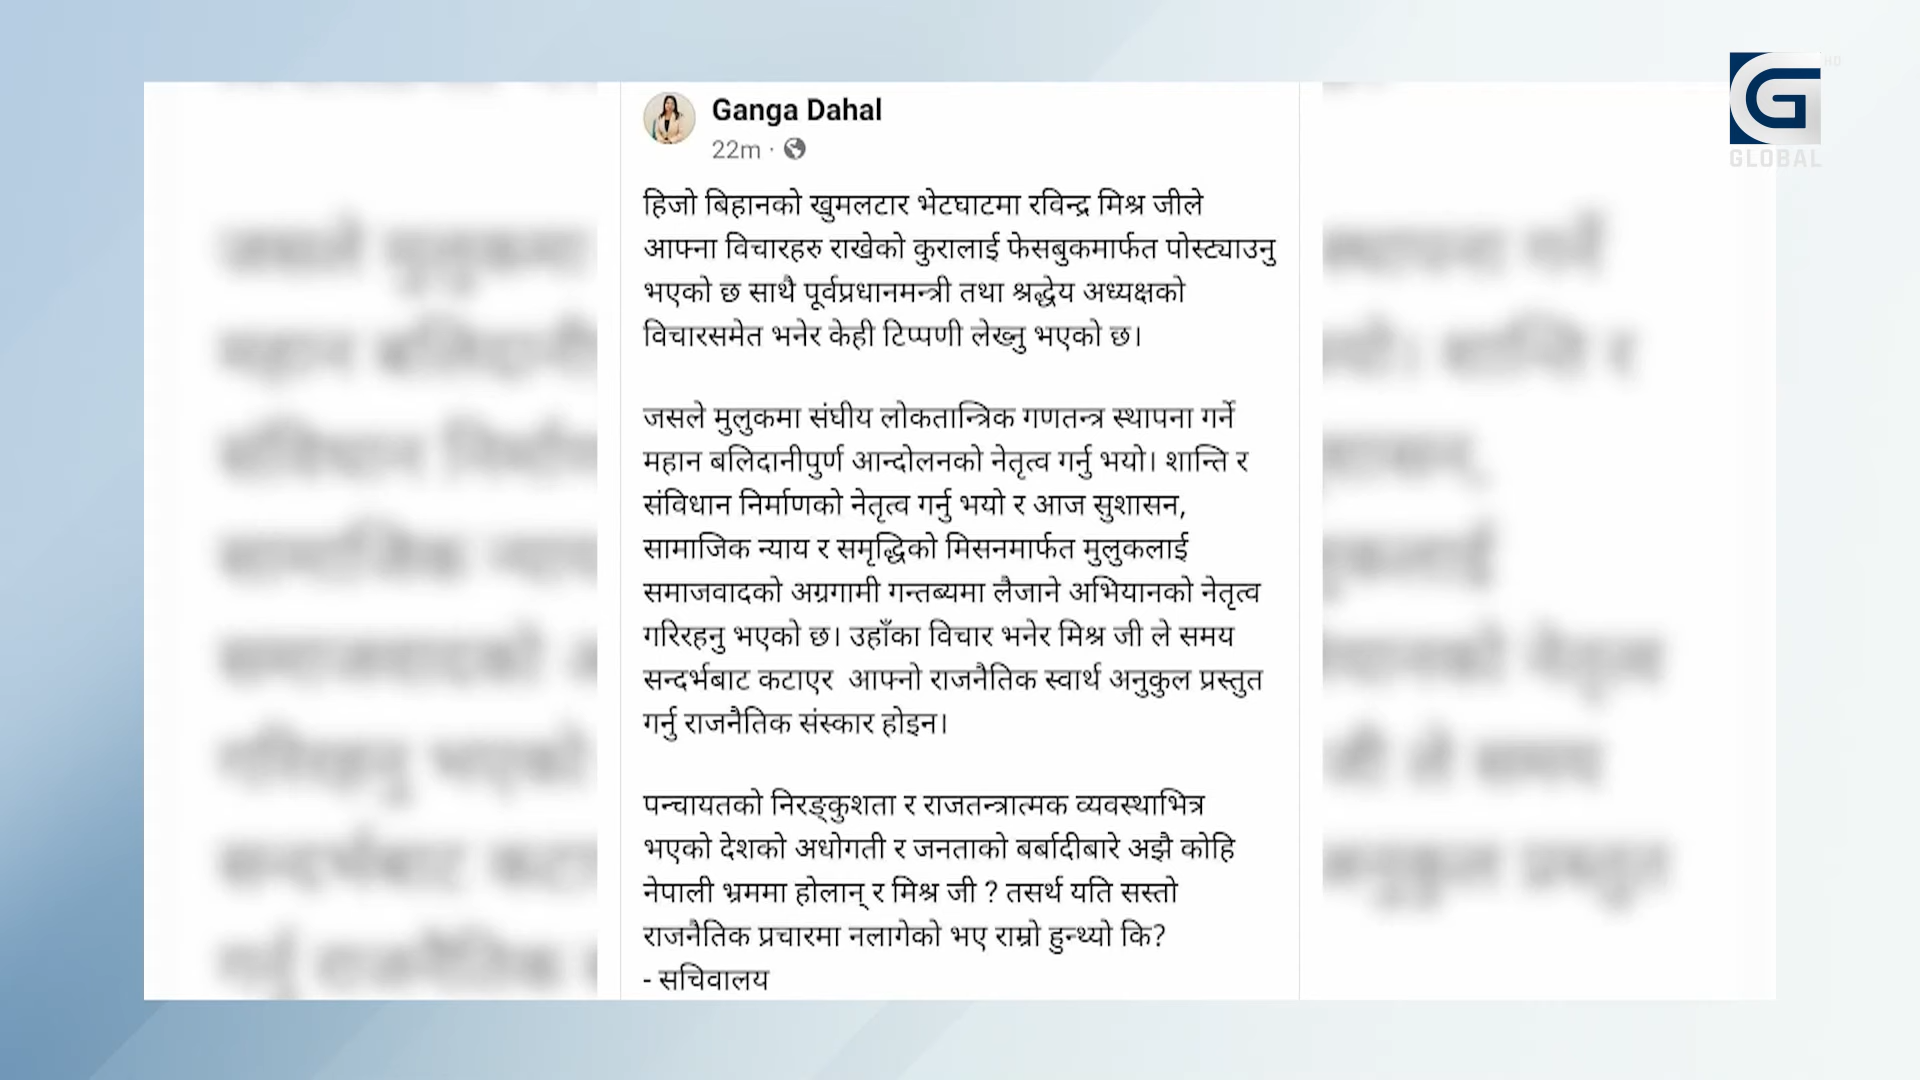 Ganga Dahal
22m ·
हिजो बिहानको खुमलटार भेटघाटमा रविन्द्र मिश्र जीले
आफ्ना विचारहरु राखेको कुरालाई फेसबुकमार्फत पोस्ट्याउनु
भएको छ साथै पूर्वप्रधानमन्त्री तथा श्रद्धेय अध्यक्षको
विचारसमेत भनेर केही टिप्पणी लेख्नु भएको छ।
जसले मुलुकमा संघीय लोकतान्त्रिक गणतन्त्र स्थापना गर्ने
महान बलिदानीपुर्ण आन्दोलनको नेतृत्व गर्नु भयो। शान्ति र
संविधान निर्माणको नेतृत्व गर्नु भयो र आज सुशासन,
सामाजिक न्याय र समृद्धिको मिसनमार्फत मुलुकलाई
समाजवादको अग्रगामी गन्तब्यमा लैजाने अभियानको नेतृत्व
गरिरहनु भएको छ। उहाँका विचार भनेर मिश्र जी ले समय
सन्दर्भबाट कटाएर  आफ्नो राजनैतिक स्वार्थ अनुकुल प्रस्तुत
गर्नु राजनैतिक संस्कार होइन।
पन्चायतको निरङ्कुशता र राजतन्त्रात्मक व्यवस्थाभित्र
भएको देशको अधोगती र जनताको बर्बादीबारे अझै कोहि
नेपाली भ्रममा होलान् र मिश्र जी ? तसर्थ यति सस्तो
राजनैतिक प्रचारमा नलागेको भए राम्रो हुन्थ्यो कि?
- सचिवालय
G
HD
GLOBAL